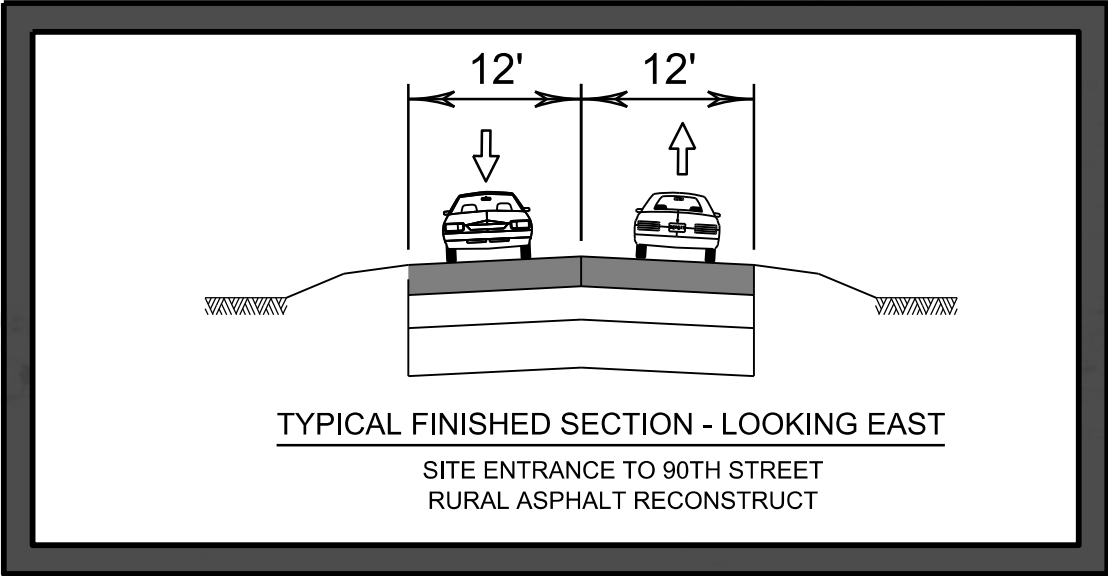 12' 12'
TYPICAL FINISHED SECTION - LOOKING EAST
SITE ENTRANCE TO 90TH STREET
RURAL ASPHALT RECONSTRUCT